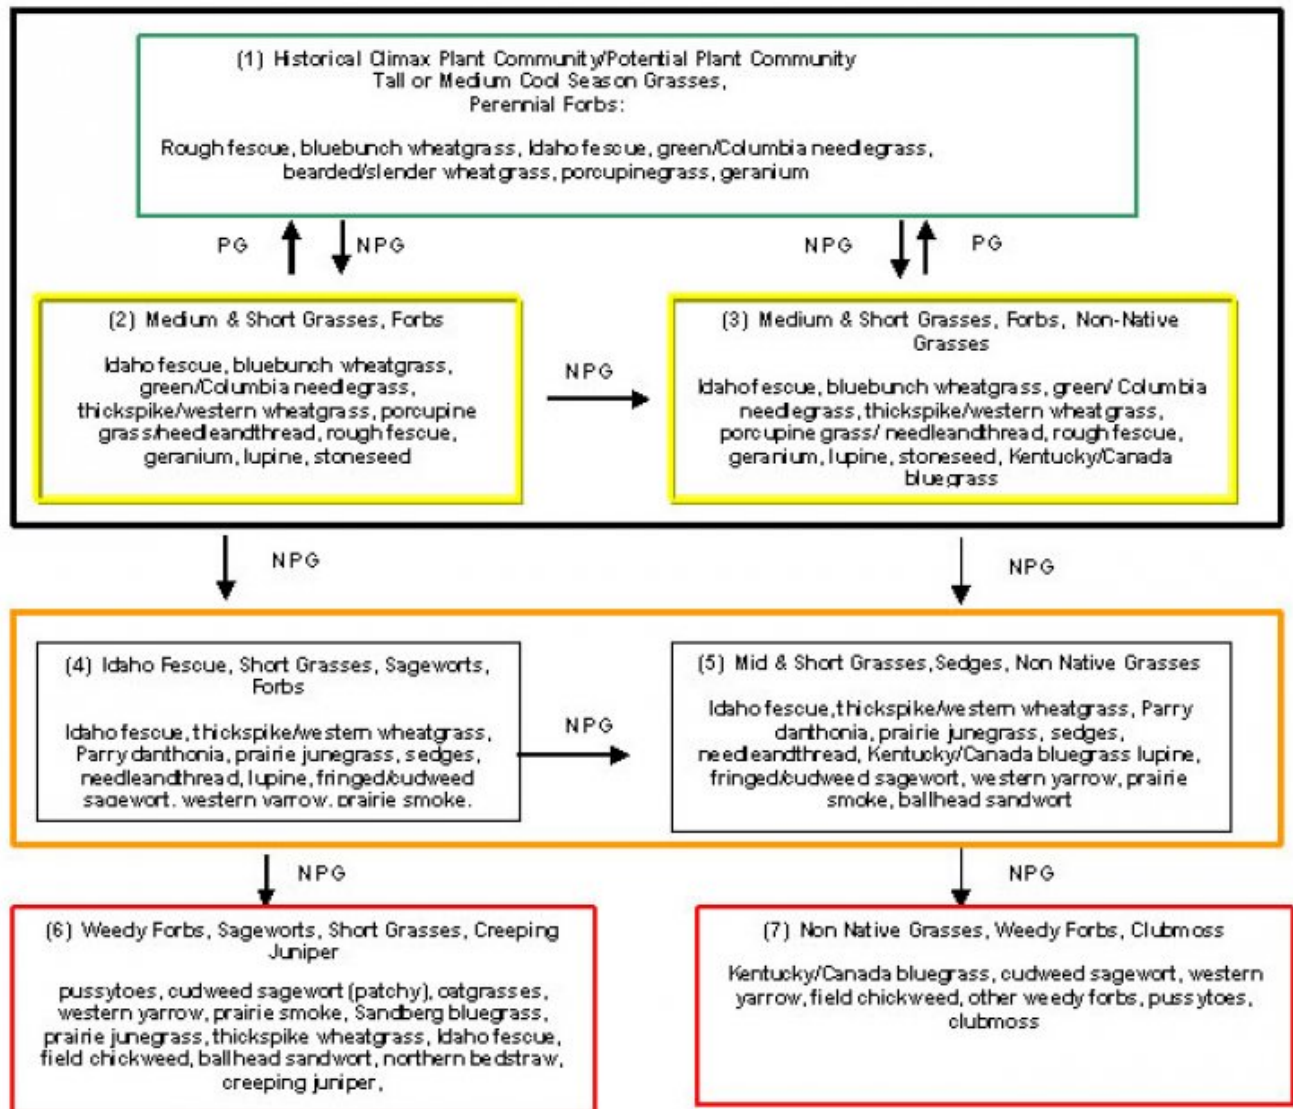 (1) Historical Climax Plant Community/Potential Plant Community
Tall or Medium Cool Season Grasses,
Perennial Forbs:
Rough fescue, bluebunch wheatgrass, Idaho fescue, green/Columbia needlegrass,
bearded/slender wheatgrass, porcupinegrass, geranium
PG
NPG
NPG
PG
(2) Medium & Short Grasses, Forbs
Idaho fescue, bluebunch wheatgrass,
green/Columbia needlegrass,
thickspike/western wheatgrass, porcupine
grass/needleandthread, rough fescue,
geranium, lupine, stoneseed
NPG
(3) Medium & Short Grasses, Forbs, Non-Native
Grasses
Idaho fescue, bluebunch wheatgrass, green/ Columbia
needlegrass, thickspike/western wheatgrass,
porcupine grass/ needleandthread, rough fescue,
geranium, lupine, stoneseed, Kentucky/Canada
bluegrass
NPG
NPG
(4) Idaho Fescue, Short Grasses, Sageworts,
Forbs
Idaho fescue, thickspike/western wheatgrass,
Parry danthonia, prairie junegrass, sedges,
needleandthread, lupine, fringed/cudweed
sagewort, western yarrow, prairie smoke,
NPG
(5) Mid & Short Grasses, Sedges, Non Native Grasses
Idaho fescue, thickspike/western wheatgrass, Parry
danthonia, prairie junegrass, sedges,
needleandthread, Kentucky/Canada bluegrass lupine,
fringed/cudweed sagewort, western yarrow, prairie
smoke, ballhead sandwort
NPG
NPG
(6) Weedy Forbs, Sageworts, Short Grasses, Creeping
Juniper
pussytoes, cudweed sagewort (patchy), oatgrasses,
western yarrow, prairie smoke, Sandberg bluegrass,
prairie junegrass, thickspike wheatgrass, Idaho fescue,
field chickweed, ballhead sandwort, northern bedstraw,
creeping juniper,
(7) Non Native Grasses, Weedy Forbs, Clubmoss
Kentucky/Canada bluegrass, cudweed sagewort, western
yarrow, field chickweed, other weedy forbs, pussytoes,
clubmoss